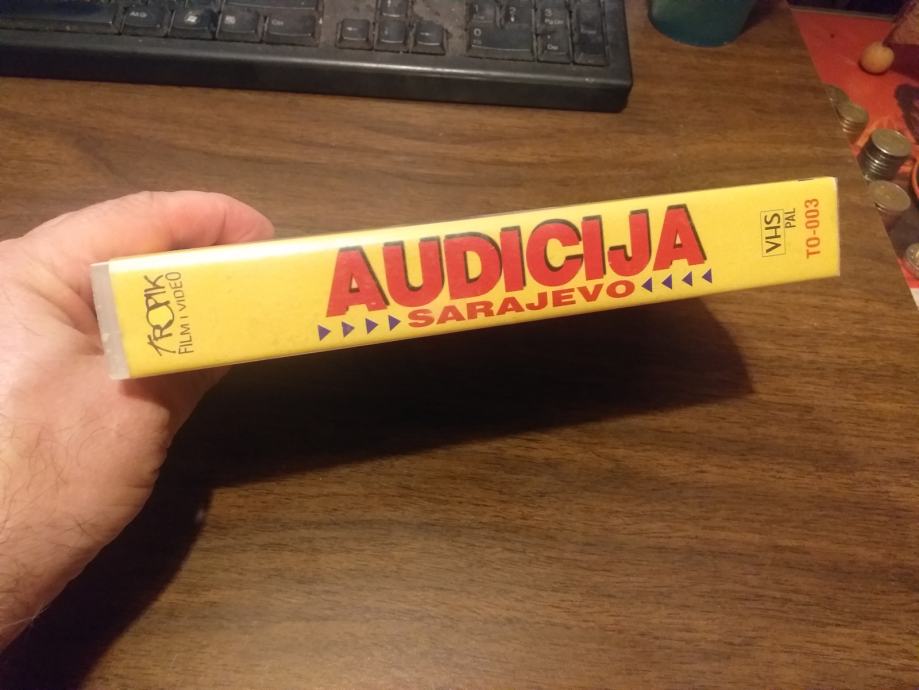 TROPIK
FILM I VIDEO
AUDICIJA
SARAJEVO
VHS
PAL
TO-003